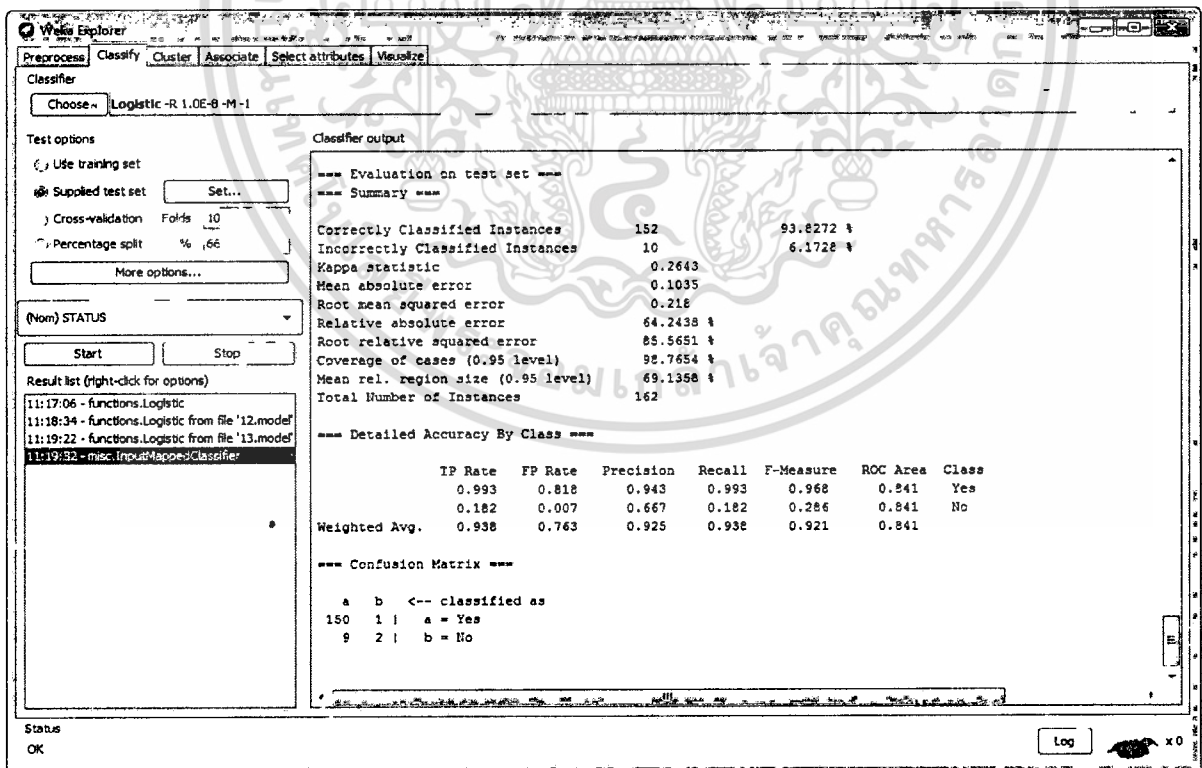 Weka Explorer
Preprocess Classify Cluster Associate Select attributes Visualize
Classifier
Choose Logistic -R 1.0E-8 -M -1
Test options
Use training set
Supplied test set Set...
Cross-validation Folds 10
Percentage split % 66
More options...
(Nom) STATUS
Start Stop
Result list (right-click for options)
11:17:06 - functions.Logistic
11:18:34 - functions.Logistic from file '12.model'
11:19:22 - functions.Logistic from file '13.model'
11:19:32 - misc.InputMappedClassifier
Classifier output
=== Evaluation on test set ===
=== Summary ===
Correctly Classified Instances 152 93.8272 %
Incorrectly Classified Instances 10 6.1728 %
Kappa statistic 0.2643
Mean absolute error 0.1035
Root mean squared error 0.218
Relative absolute error 64.2438 %
Root relative squared error 85.5651 %
Coverage of cases (0.95 level) 98.7654 %
Mean rel. region size (0.95 level) 69.1358 %
Total Number of Instances 162
=== Detailed Accuracy By Class ===
TP Rate FP Rate Precision Recall F-Measure ROC Area Class
0.993 0.818 0.943 0.993 0.968 0.841 Yes
0.182 0.007 0.667 0.182 0.286 0.841 No
Weighted Avg. 0.938 0.763 0.925 0.938 0.921 0.841
=== Confusion Matrix ===
a b <-- classified as
150 1 | a = Yes
9 2 | b = No
Status
OK
Log
x 0